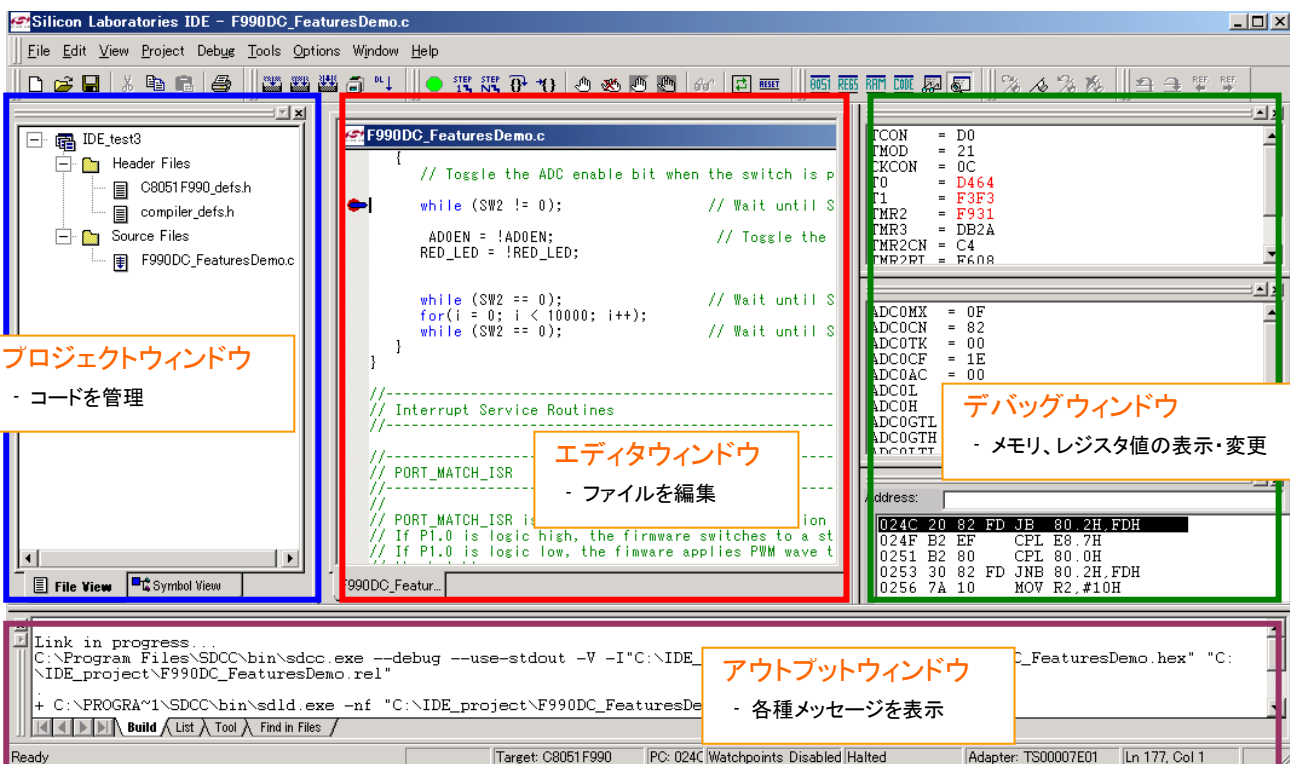 Silicon Laboratories IDE - F990DC_FeaturesDemo.c
File Edit View Project Debug Tools Options Window Help
IDE_test3
Header Files
C8051F990_defs.h
compiler_defs.h
Source Files
F990DC_FeaturesDemo.c
プロジェクトウィンドウ
- コードを管理
File View Symbol View
F990DC_FeaturesDemo.c
{
// Toggle the ADC enable bit when the switch is p
while (SW2 != 0); // Wait until S
AD0EN = !AD0EN; // Toggle the
RED_LED = !RED_LED;
while (SW2 == 0); // Wait until S
for(i = 0; i < 10000; i++);
while (SW2 == 0); // Wait until S
}
}
//-----------------------------------------------------
// Interrupt Service Routines
//-----------------------------------------------------
//-----------------------------------------------------
// PORT_MATCH_ISR
//-----------------------------------------------------
//
// PORT_MATCH_ISR is ion
// If P1.0 is logic high, the firmware switches to a st
// If P1.0 is logic low, the fimware applies PWM wave t
エディタウィンドウ
- ファイルを編集
F990DC_Featur...
TCON = D0
TMOD = 21
CKCON = 0C
T0 = D464
T1 = F3F3
TMR2 = F931
TMR3 = DB2A
TMR2CN = C4
TMR2RL = F608
ADC0MX = 0F
ADC0CN = 82
ADC0TK = 00
ADC0CF = 1E
ADC0AC = 00
ADC0L
ADC0H
ADC0GTL
ADC0GTH
ADC0LTL
デバッグウィンドウ
- メモリ、レジスタ値の表示・変更
Address:
024C 20 82 FD JB 80.2H,FDH
024F B2 EF CPL E8.7H
0251 B2 80 CPL 80.0H
0253 30 82 FD JNB 80.2H,FDH
0256 7A 10 MOV R2,#10H
Link in progress...
C:\Program Files\SDCC\bin\sdcc.exe --debug --use-stdout -V -I"C:\IDE_ C_FeaturesDemo.hex" "C:
\IDE_project\F990DC_FeaturesDemo.rel"
.
+ C:\PROGRA~1\SDCC\bin\sdld.exe -nf "C:\IDE_project\F990DC_FeaturesDe
アウトプットウィンドウ
- 各種メッセージを表示
Build List Tool Find in Files
Ready Target: C8051F990 PC: 024C Watchpoints Disabled Halted Adapter: TS00007E01 Ln 177, Col 1